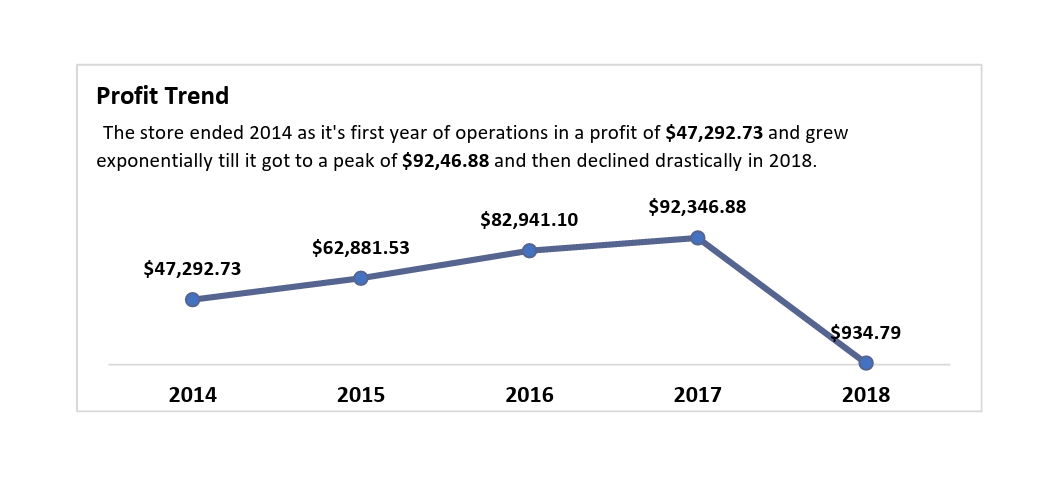 Profit Trend
The store ended 2014 as it's first year of operations in a profit of $47,292.73 and grew
exponentially till it got to a peak of $92,46.88 and then declined drastically in 2018.
$92,346.88
$82,941.10
$62,881.53
$47,292.73
$934.79
2014 2015 2016 2017 2018